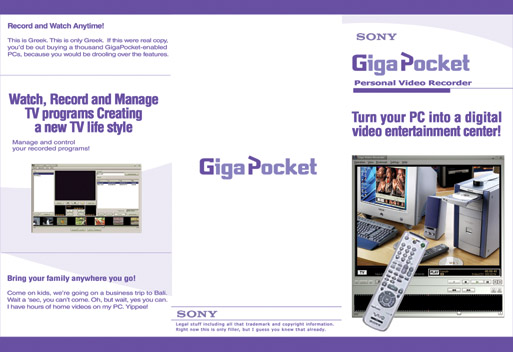 Record and Watch Anytime!
This is Greek. This is only Greek. If this were real copy,
you'd be out buying a thousand GigaPocket-enabled
PCs, because you would be drooling over the features.
Watch, Record and Manage
TV programs Creating
a new TV life style
Manage and control
your recorded programs!
Bring your family anywhere you go!
Come on kids, we're going on a business trip to Bali.
Wait a 'sec, you can't come. Oh, but wait, yes you can.
I have hours of home videos on my PC. Yippee!
GigaPocket
SONY
Legal stuff including all that trademark and copyright information.
Right now this is only filler, but I guess you knew that already.
SONY
GigaPocket
Personal Video Recorder
Turn your PC into a digital
video entertainment center!
TV
PLAY